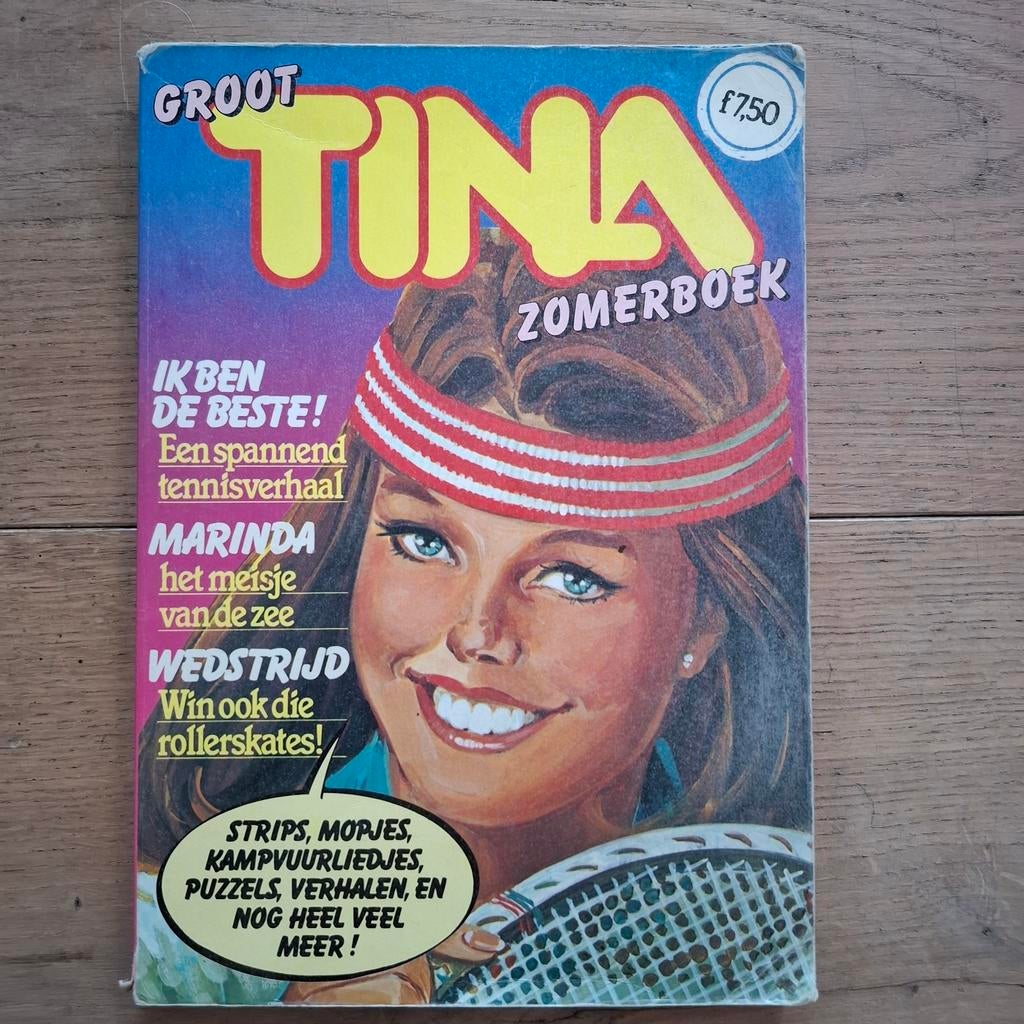 GROOT
TINA
f7,50
ZOMERBOEK
IK BEN
DE BESTE!
Een spannend
tennisverhaal
MARINDA
het meisje
van de zee
WEDSTRIJD
Win ook die
rollerskates!
STRIPS, MOPJES,
KAMPVUURLIEDJES,
PUZZELS, VERHALEN, EN
NOG HEEL VEEL
MEER!